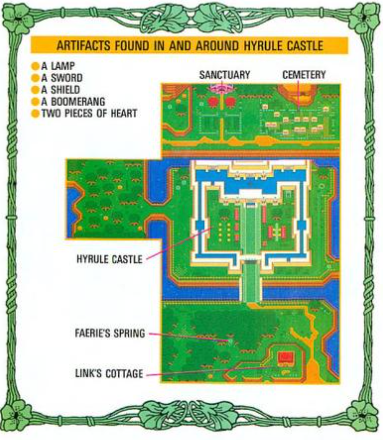 ARTIFACTS FOUND IN AND AROUND HYRULE CASTLE
A LAMP
A SWORD
A SHIELD
A BOOMERANG
TWO PIECES OF HEART
SANCTUARY
CEMETERY
HYRULE CASTLE
FAERIE'S SPRING
LINK'S COTTAGE